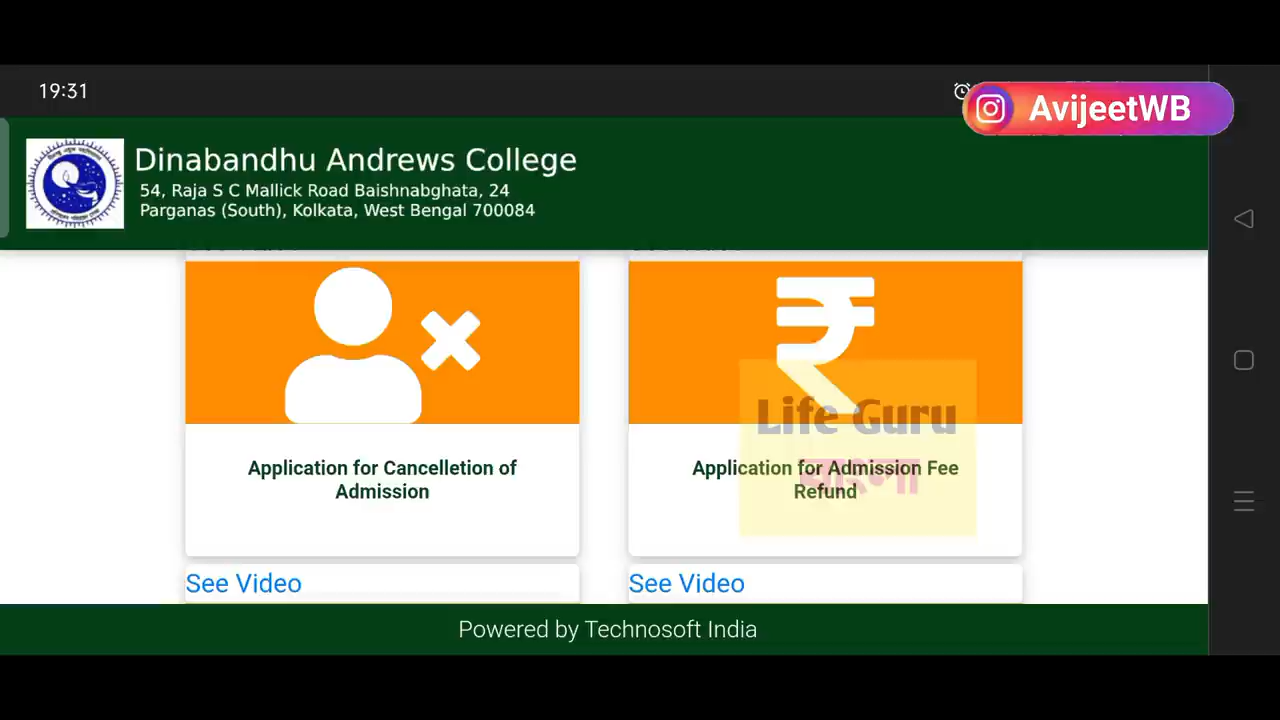 19:31
AvijeetWB
Dinabandhu Andrews College
54, Raja S C Mallick Road Baishnabghata, 24
Parganas (South), Kolkata, West Bengal 700084
Life Guru
বাংলা
Application for Cancelletion of
Admission
Application for Admission Fee
Refund
See Video
See Video
Powered by Technosoft India